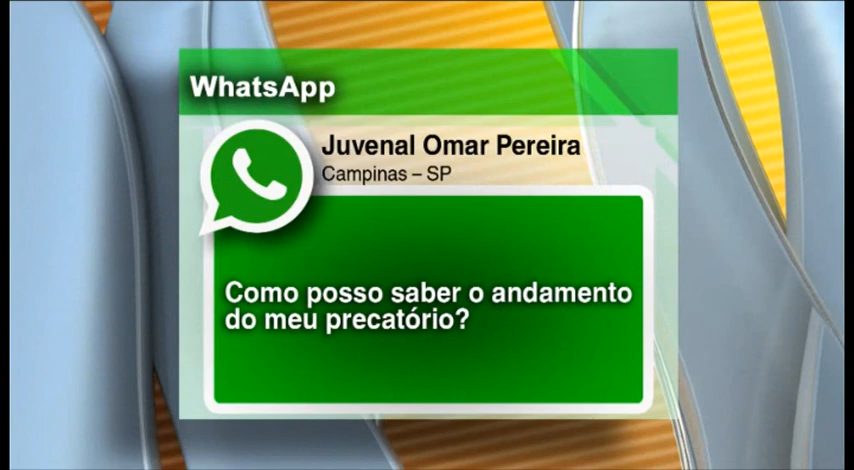 WhatsApp
Juvenal Omar Pereira
Campinas – SP
Como posso saber o andamento
do meu precatório?